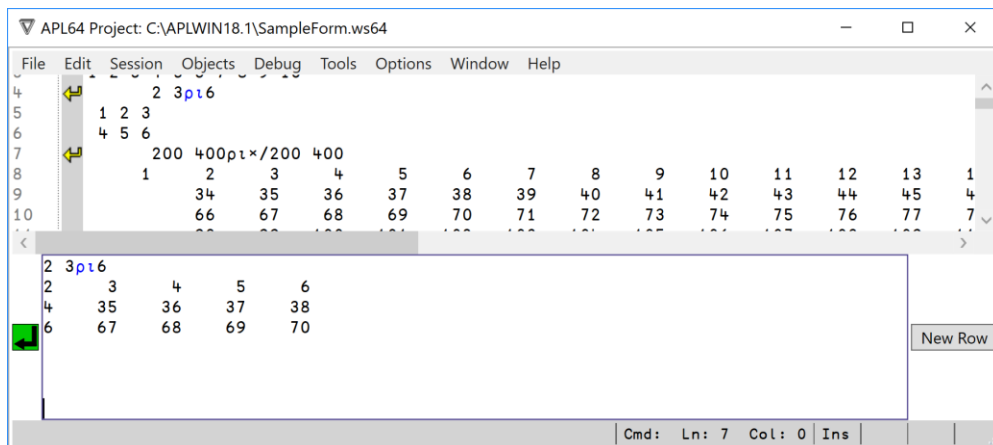 APL64 Project: C:\APLWIN18.1\SampleForm.ws64
File Edit Session Objects Debug Tools Options Window Help
4 2 3⍴⍳6
5 1 2 3
6 4 5 6
7 200 400⍴⍳×/200 400
8 1 2 3 4 5 6 7 8 9 10 11 12 13 1
9 34 35 36 37 38 39 40 41 42 43 44 45 4
10 66 67 68 69 70 71 72 73 74 75 76 77 7
2 3⍴⍳6
2 3 4 5 6
4 35 36 37 38
6 67 68 69 70
New Row
Cmd: Ln: 7 Col: 0 Ins